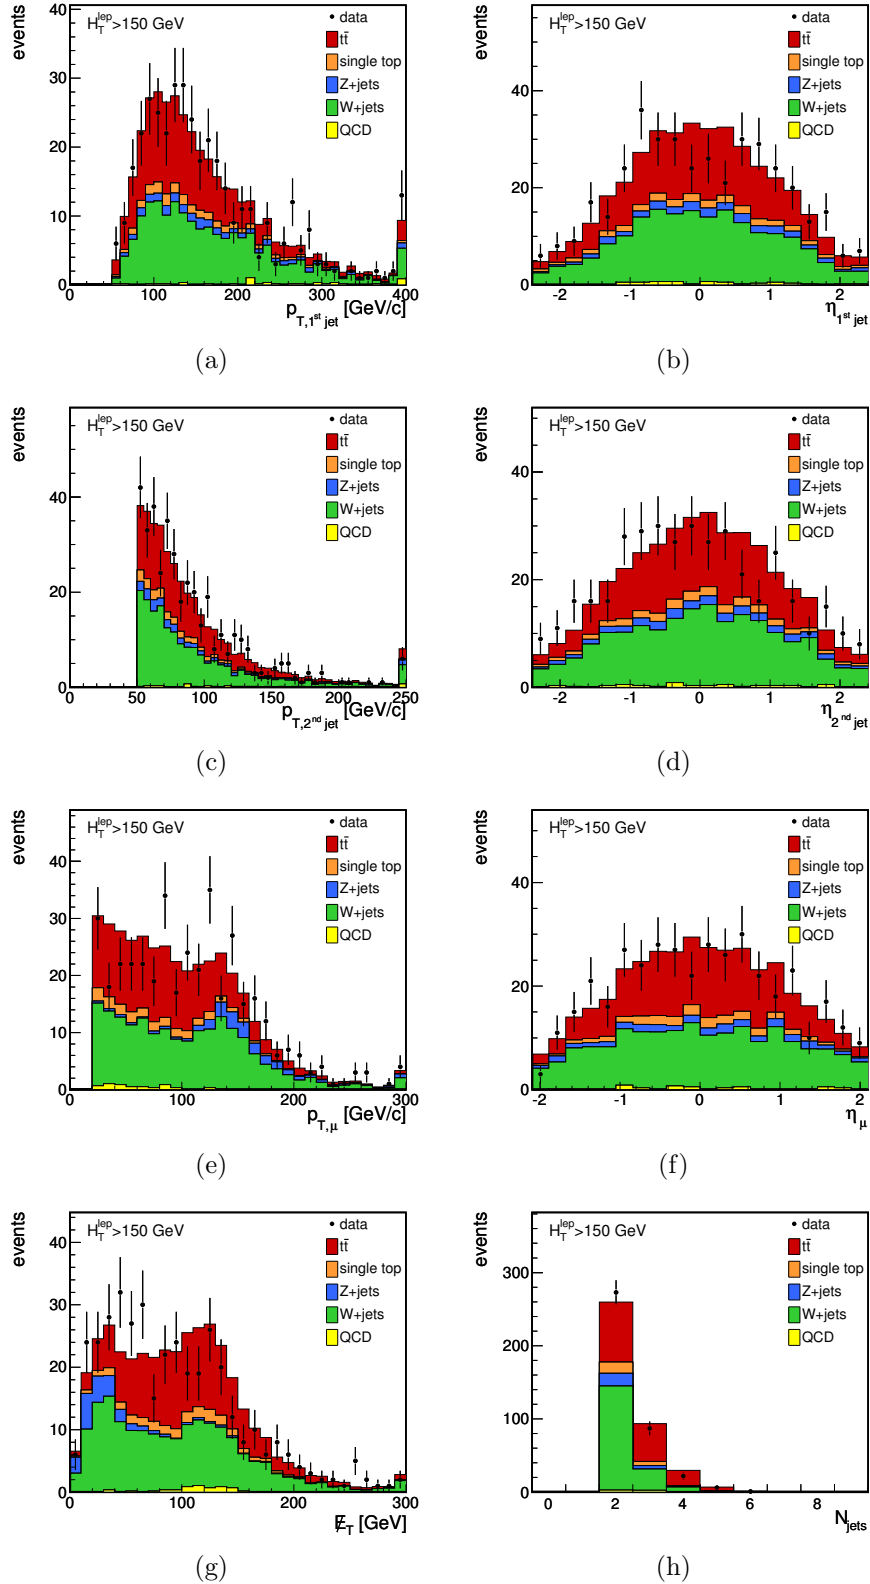 events
40
30
20
10
0
H_T^lep>150 GeV
data
tt̄
single top
Z+jets
W+jets
QCD
0 100 200 300 400
p_T,1st jet [GeV/c]
(a)
events
40
20
0
H_T^lep>150 GeV
data
tt̄
single top
Z+jets
W+jets
QCD
-2 -1 0 1 2
η_1st jet
(b)
events
40
20
0
H_T^lep>150 GeV
data
tt̄
single top
Z+jets
W+jets
QCD
0 50 100 150 200 250
p_T,2nd jet [GeV/c]
(c)
events
40
20
0
H_T^lep>150 GeV
data
tt̄
single top
Z+jets
W+jets
QCD
-2 -1 0 1 2
η_2nd jet
(d)
events
40
30
20
10
0
H_T^lep>150 GeV
data
tt̄
single top
Z+jets
W+jets
QCD
0 100 200 300
p_T,μ [GeV/c]
(e)
events
40
20
0
H_T^lep>150 GeV
data
tt̄
single top
Z+jets
W+jets
QCD
-2 -1 0 1 2
η_μ
(f)
events
40
30
20
10
0
H_T^lep>150 GeV
data
tt̄
single top
Z+jets
W+jets
QCD
0 100 200 300
E̸_T [GeV]
(g)
events
300
200
100
0
H_T^lep>150 GeV
data
tt̄
single top
Z+jets
W+jets
QCD
0 2 4 6 8
N_jets
(h)